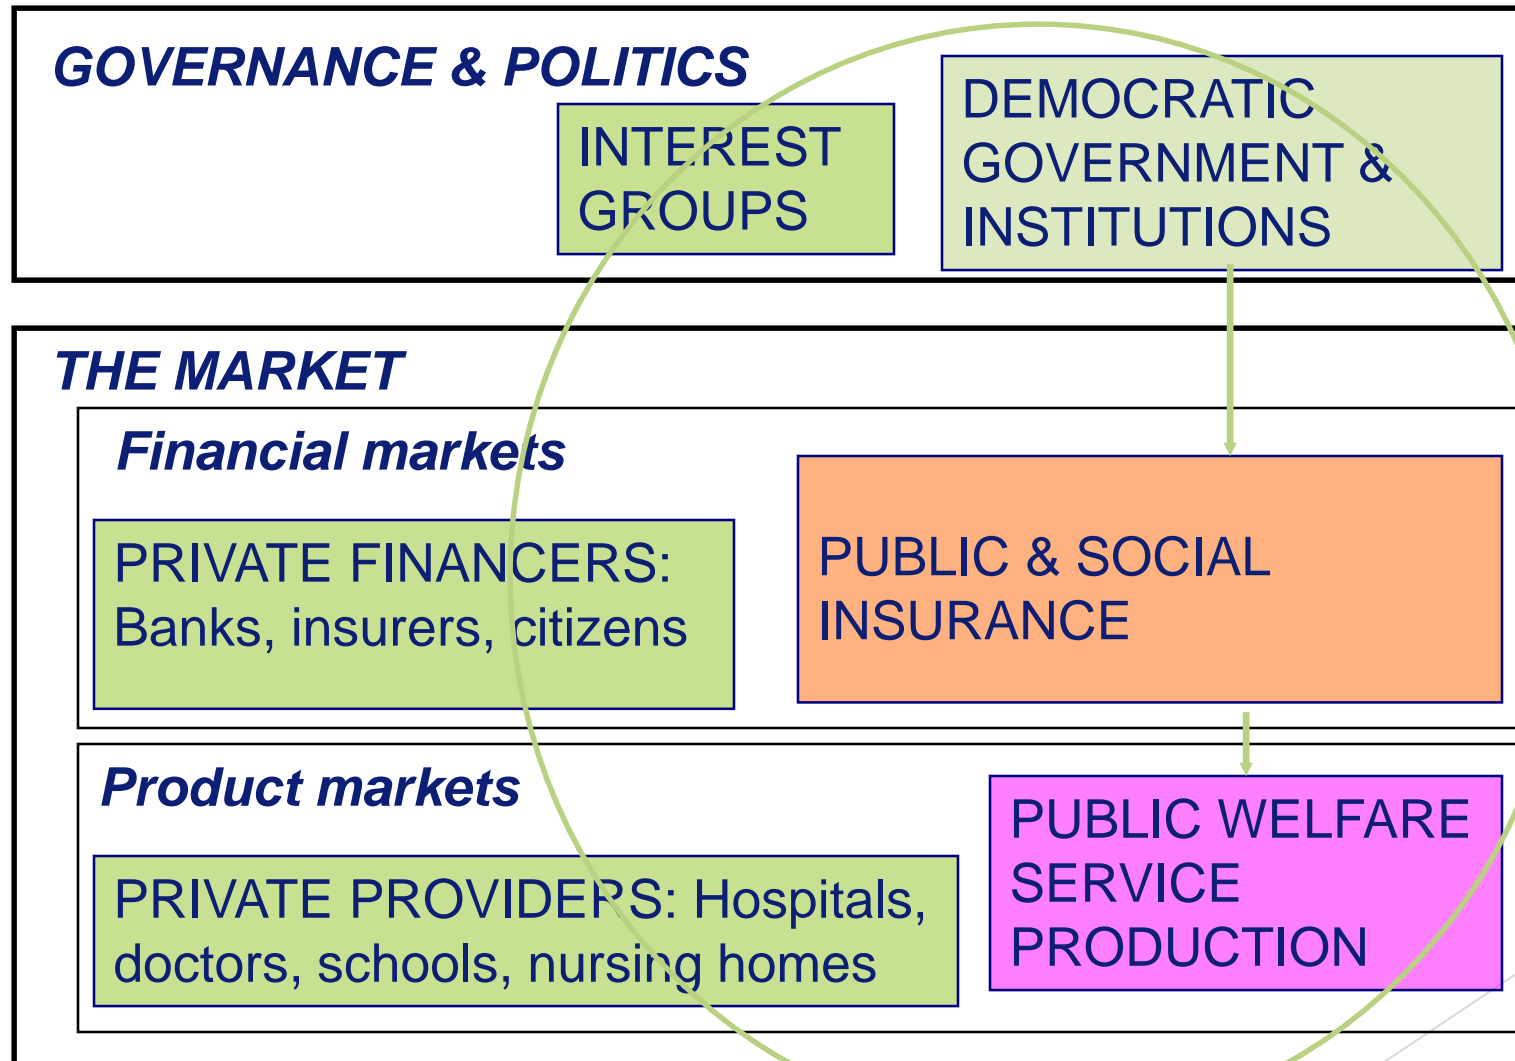 GOVERNANCE & POLITICS
INTEREST
GROUPS
DEMOCRATIC
GOVERNMENT &
INSTITUTIONS
THE MARKET
Financial markets
PRIVATE FINANCERS:
Banks, insurers, citizens
PUBLIC & SOCIAL
INSURANCE
Product markets
PRIVATE PROVIDERS: Hospitals,
doctors, schools, nursing homes
PUBLIC WELFARE
SERVICE
PRODUCTION